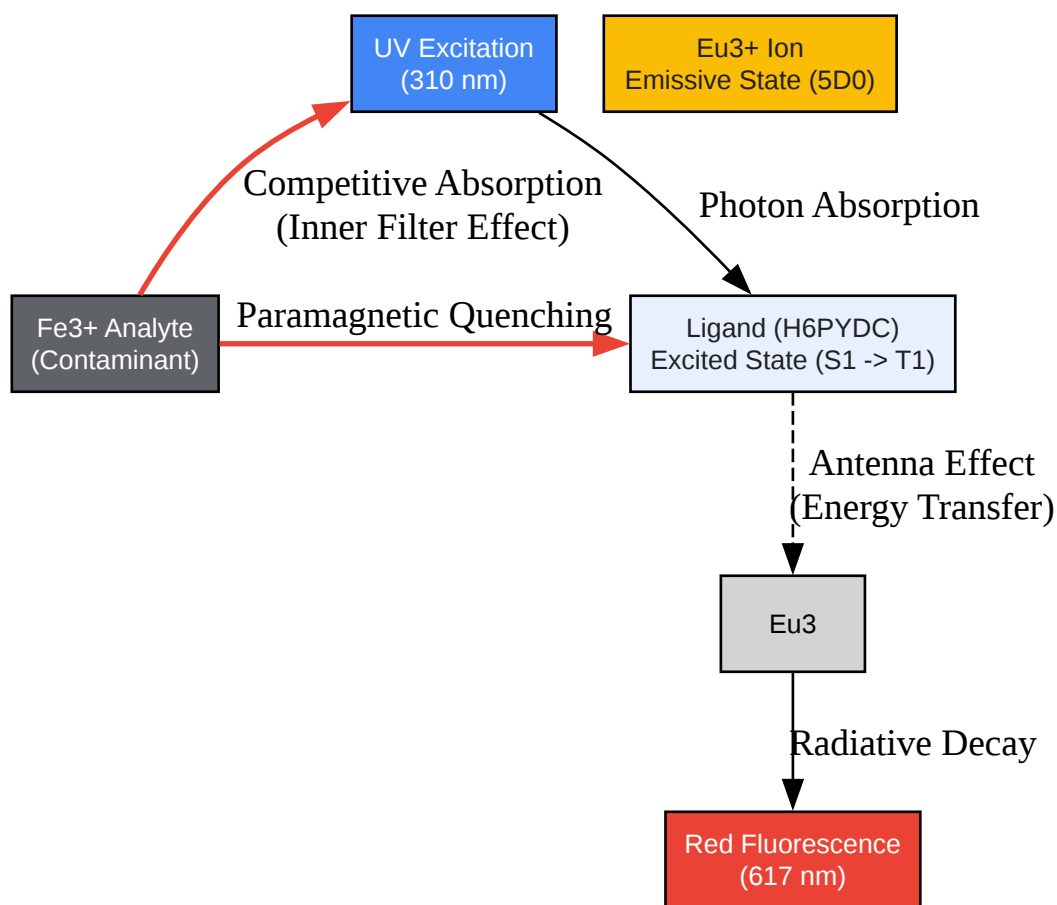 UV Excitation
(310 nm)
Eu3+ Ion
Emissive State (5D0)
Competitive Absorption
(Inner Filter Effect)
Photon Absorption
Fe3+ Analyte
(Contaminant)
Paramagnetic Quenching
Ligand (H6PYDC)
Excited State (S1 -> T1)
Antenna Effect
(Energy Transfer)
Eu3
Radiative Decay
Red Fluorescence
(617 nm)